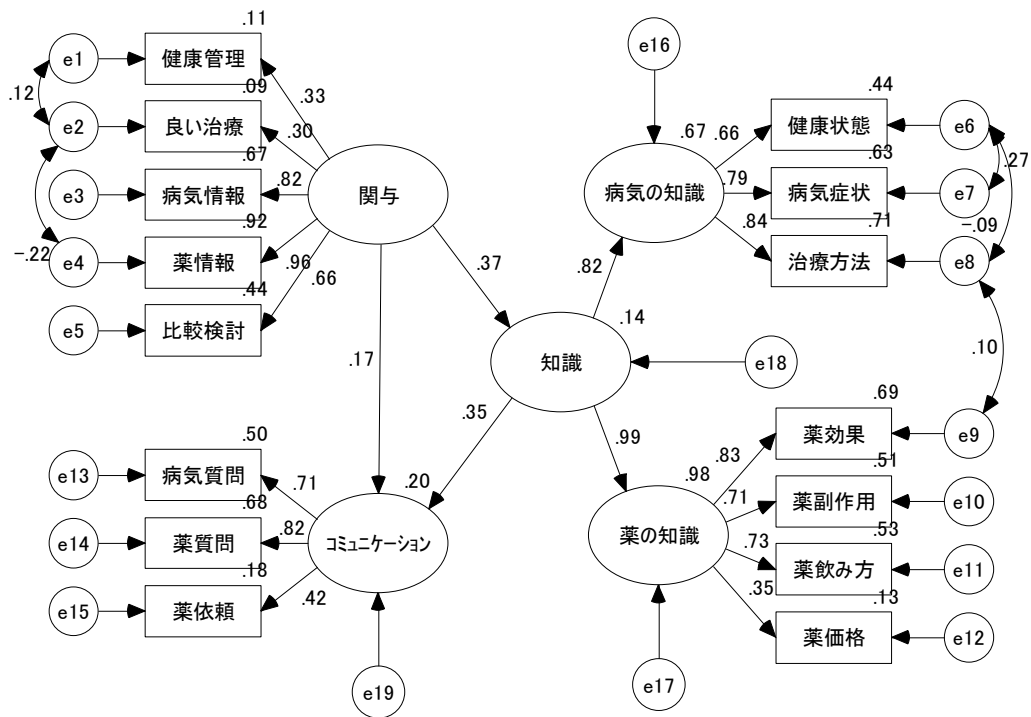 .11
e1
健康管理
.12
.09
.33
e2
良い治療
.30
.67
e3
病気情報
.82
関与
.92
-.22
e4
薬情報
.96
.66
.44
e5
比較検討
.37
.17
e16
.44
.67
.66
健康状態
e6
.63
.27
病気の知識
.79
病気症状
e7
.71
-.09
.84
治療方法
e8
.82
.14
知識
e18
.10
.35
.99
.69
薬効果
e9
.83
.51
.98
.71
薬副作用
e10
.53
薬の知識
.73
薬飲み方
e11
.35
.13
薬価格
e12
e17
.50
e13
病気質問
.71
.20
.68
e14
薬質問
.82
コミュニケーション
.18
e15
薬依頼
.42
e19